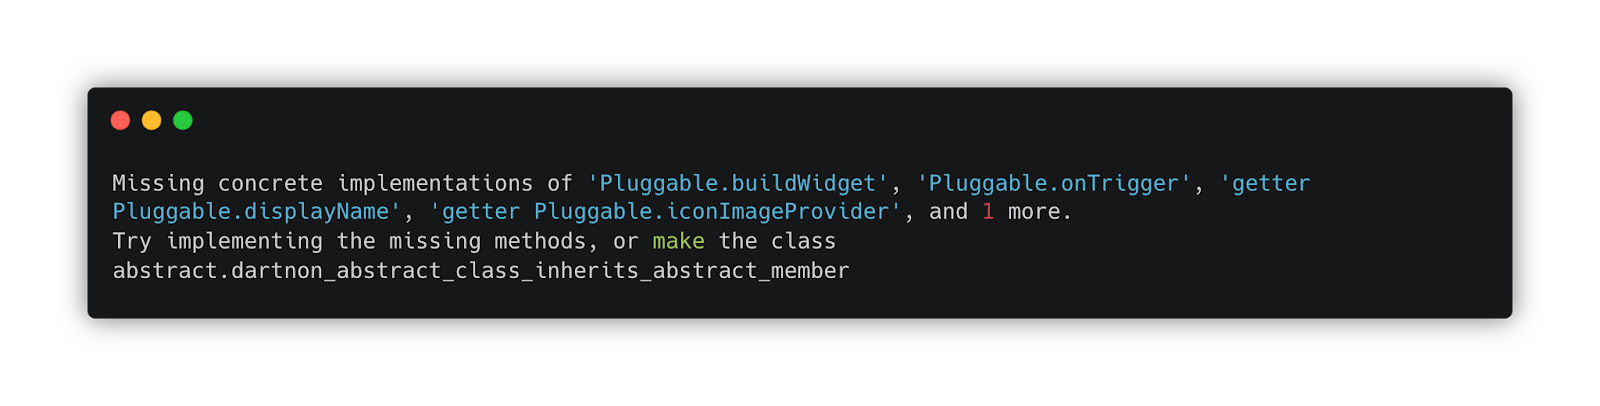 Missing concrete implementations of 'Pluggable.buildWidget', 'Pluggable.onTrigger', 'getter
Pluggable.displayName', 'getter Pluggable.iconImageProvider', and 1 more.
Try implementing the missing methods, or make the class
abstract.dartnon_abstract_class_inherits_abstract_member